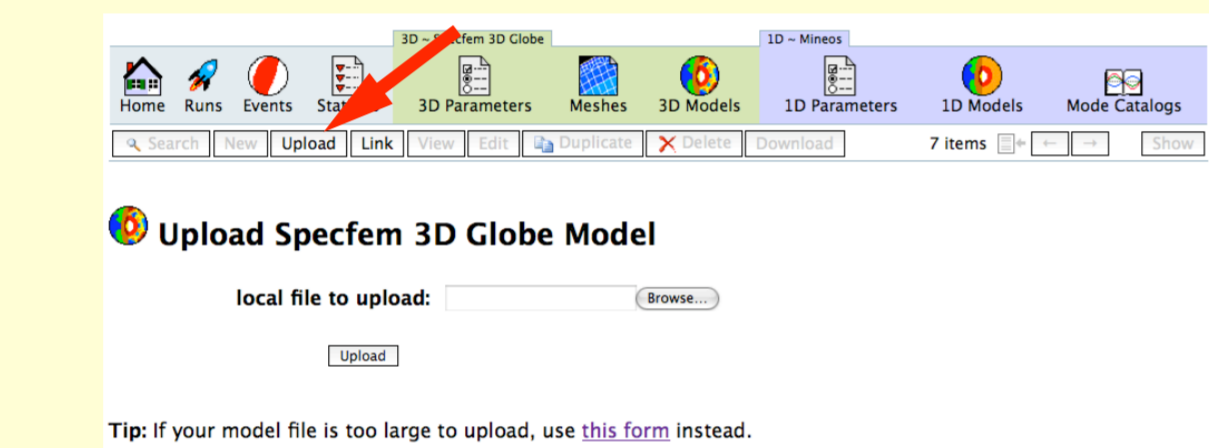 3D ~ Specfem 3D Globe 1D ~ Mineos
Home Runs Events 3D Parameters Meshes 3D Models 1D Parameters 1D Models Mode Catalogs
Search New Upload Link View Edit Duplicate Delete Download 7 items ← → Show
Upload Specfem 3D Globe Model
local file to upload: Browse...
Upload
Tip: If your model file is too large to upload, use this form instead.